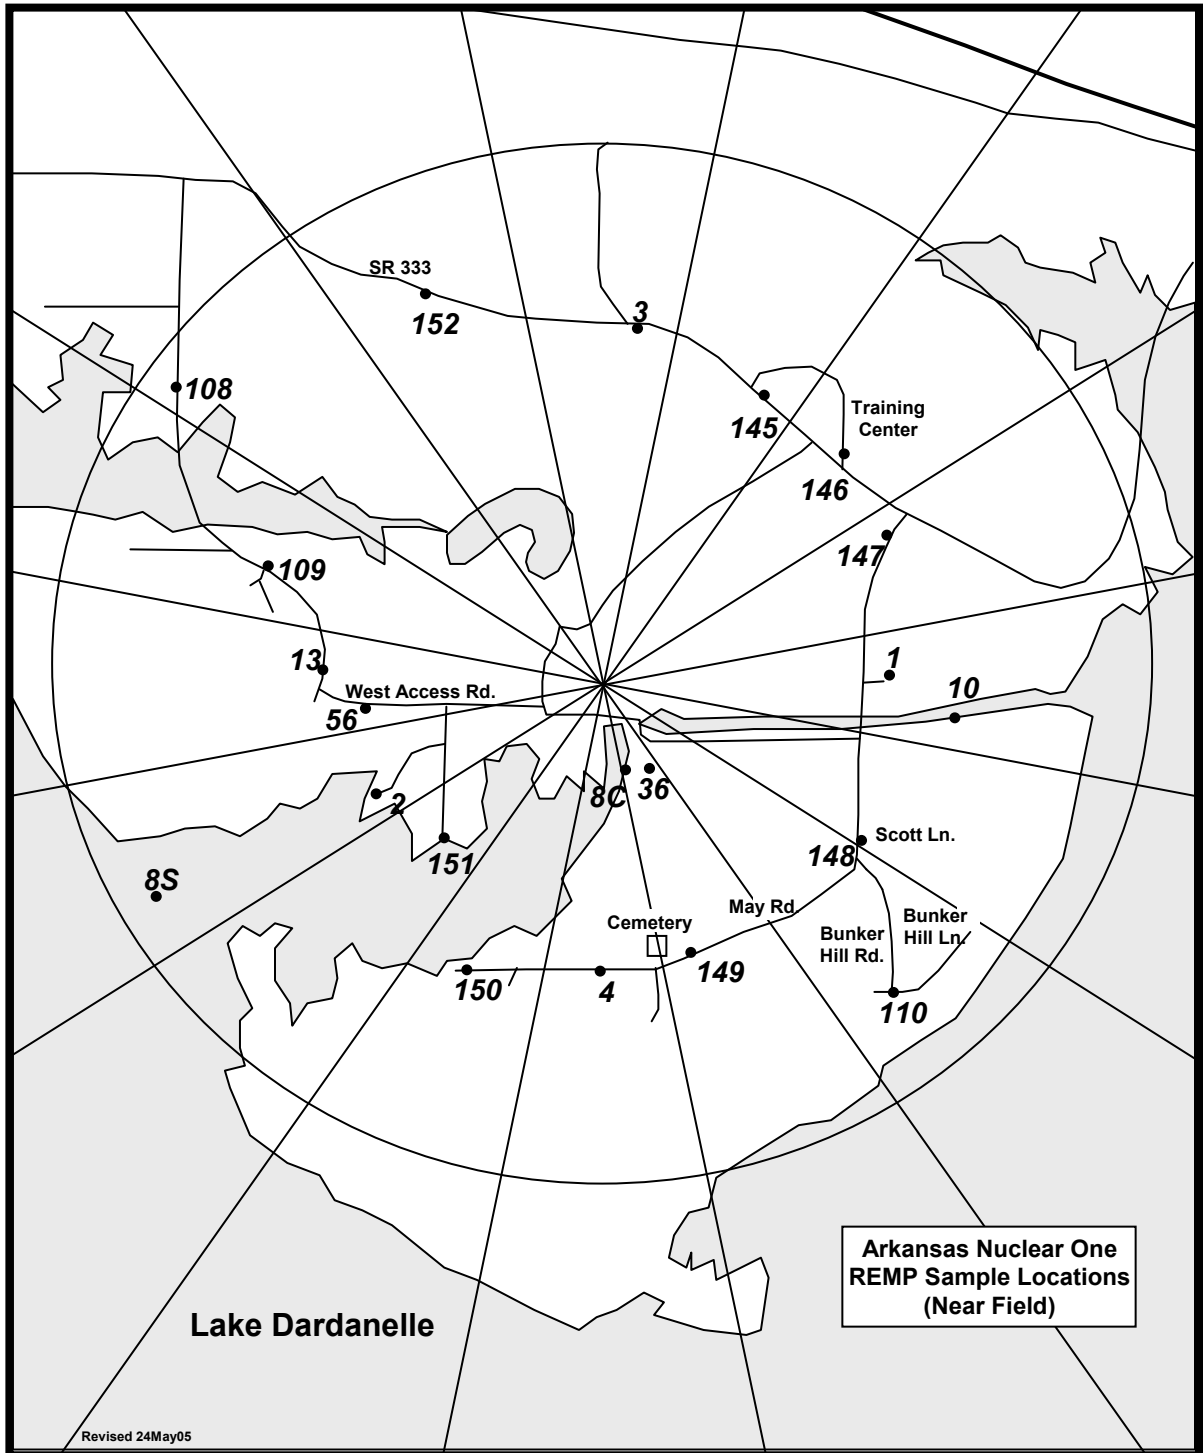 SR 333
152
3
108
145
Training
Center
146
147
109
13
1
West Access Rd.
56
10
8C
36
2
151
Scott Ln.
148
8S
May Rd.
Cemetery
Bunker
Hill Rd.
Bunker
Hill Ln.
149
150
4
110
Arkansas Nuclear One
REMP Sample Locations
(Near Field)
Lake Dardanelle
Revised 24May05